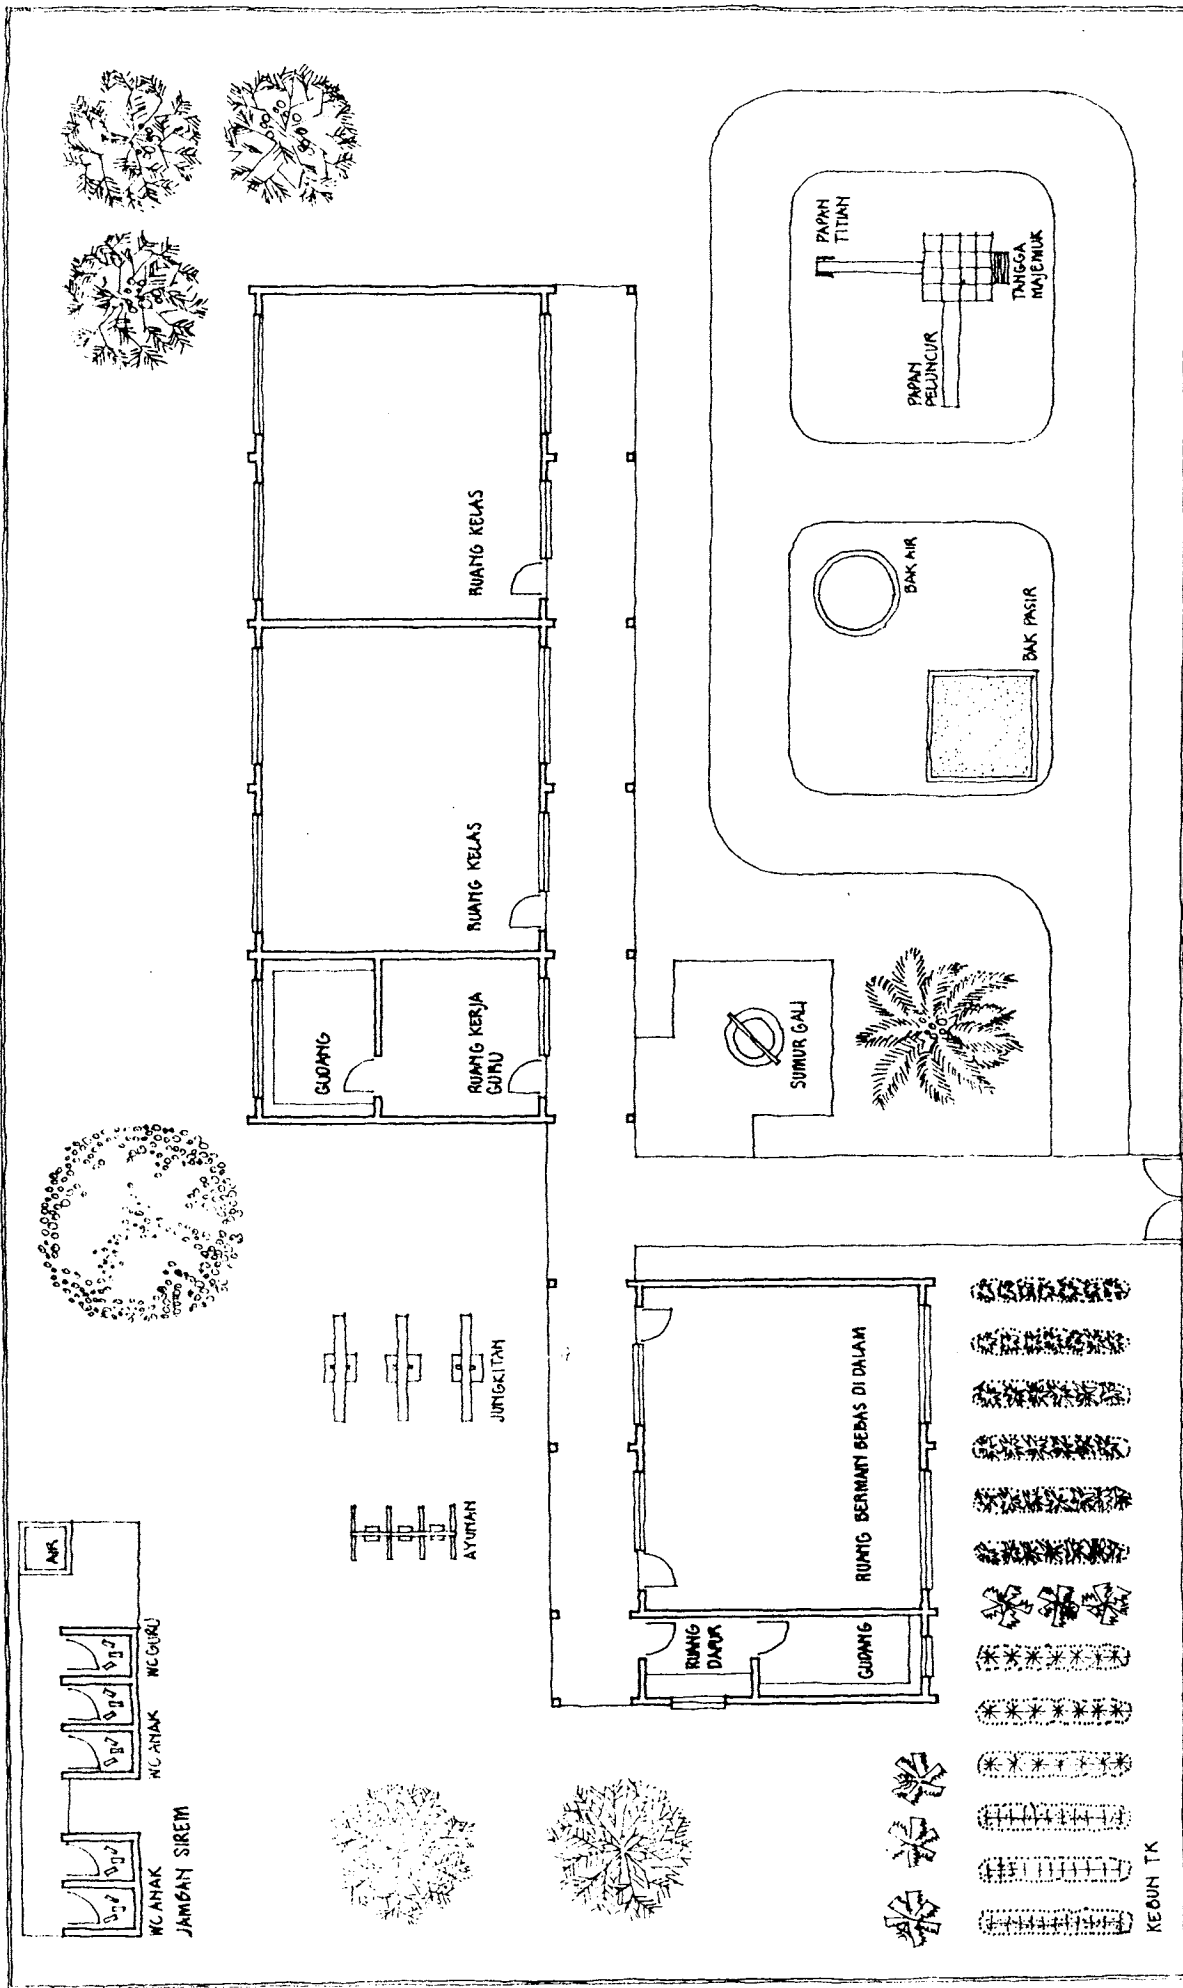 AIR
WC ANAK
WC ANAK
WC GURU
JAMBAN SIREM
GUDANG
AYUNAN
JUNGKITAN
RUANG KERJA
GURU
RUANG KELAS
RUANG KELAS
RUANG
DAPUR
GUDANG
RUANG BERMAIN BEBAS DI DALAM
SUMUR GALI
BAK AIR
BAK PASIR
PAPAN
TITIAN
PAPAN
PELUNCUR
TANGGA
MAJEMUK
KEBUN TK